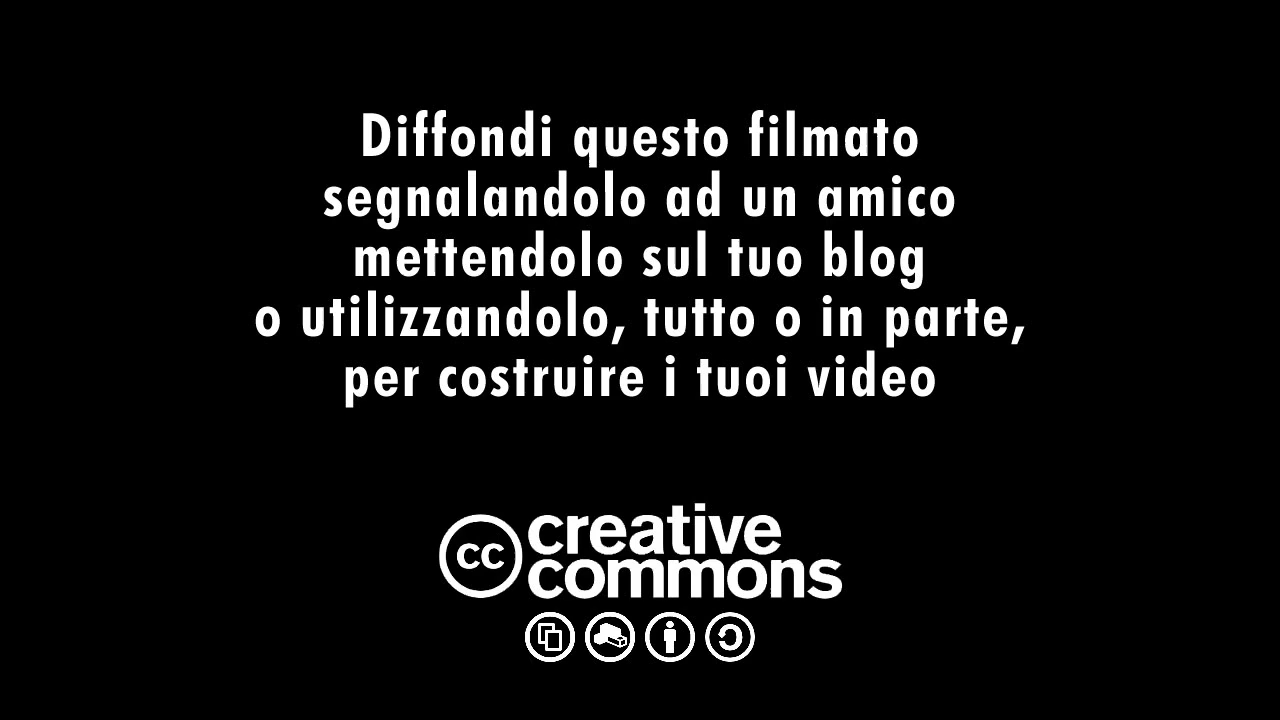 Diffondi questo filmato
segnalandolo ad un amico
mettendolo sul tuo blog
o utilizzandolo, tutto o in parte,
per costruire i tuoi video
cc creative
commons